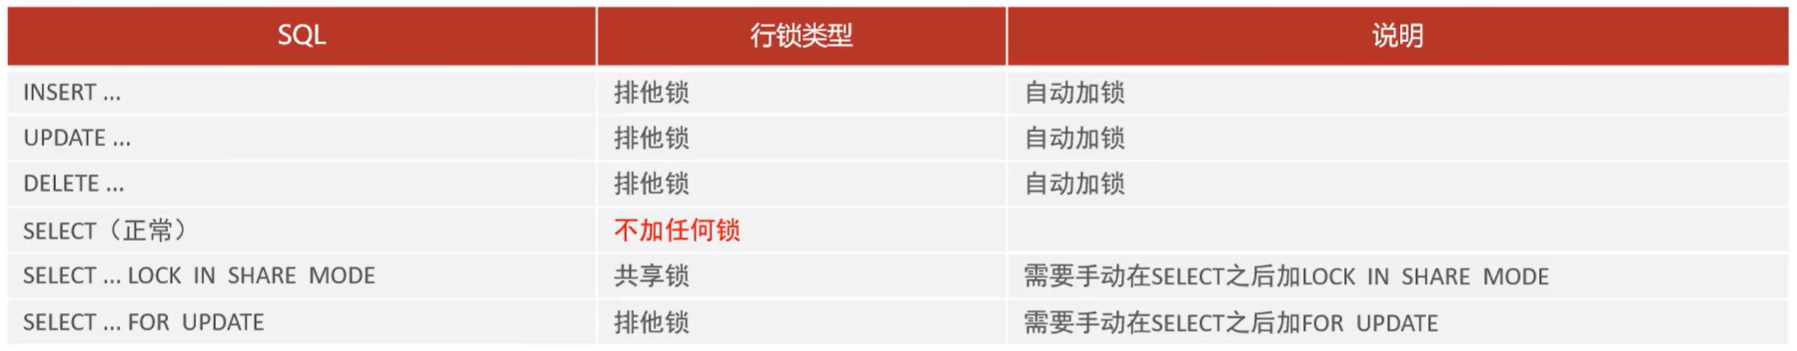 SQL 行锁类型 说明
INSERT ... 排他锁 自动加锁
UPDATE ... 排他锁 自动加锁
DELETE ... 排他锁 自动加锁
SELECT（正常） 不加任何锁
SELECT ... LOCK IN SHARE MODE 共享锁 需要手动在SELECT之后加LOCK IN SHARE MODE
SELECT ... FOR UPDATE 排他锁 需要手动在SELECT之后加FOR UPDATE